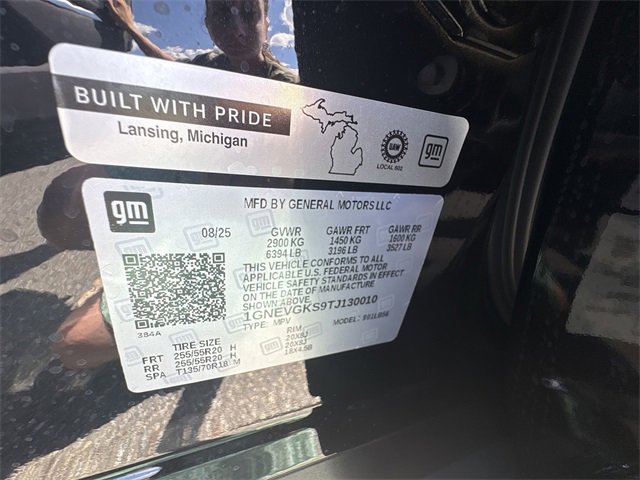 BUILT WITH PRIDE
Lansing, Michigan
UAW
LOCAL 602
gm
gm
MFD BY GENERAL MOTORS LLC
08/25 GVWR GAWR FRT GAWR RR
2900 KG 1450 KG 1600 KG
6394 LB 3196 LB 3527 LB
THIS VEHICLE CONFORMS TO ALL
APPLICABLE U.S. FEDERAL MOTOR
VEHICLE SAFETY STANDARDS IN EFFECT
ON THE DATE OF MANUFACTURE
SHOWN ABOVE.
1GNEVGKS9TJ130010
TYPE: MPV MODEL:
384A
TIRE SIZE RIM
FRT 255/55R20 H 20X8J
RR 255/55R20 H 20X8J
SPA T135/70R18 M 18X4.5B